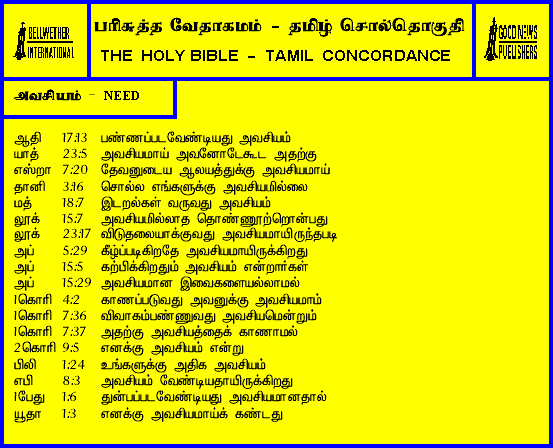 BELLWETHER
INTERNATIONAL
பரிசுத்த வேதாகமம் - தமிழ் சொல்தொகுதி
THE HOLY BIBLE - TAMIL CONCORDANCE
GOOD NEWS
PUBLISHERS
அவசியம் - NEED
ஆதி 17:13 பண்ணப்படவேண்டியது அவசியம்
யாத் 23:5 அவசியமாய் அவனோடேகூட அதற்கு
எஸ்றா 7:20 தேவனுடைய ஆலயத்துக்கு அவசியமாய்
தானி 3:16 சொல்ல எங்களுக்கு அவசியமில்லை
மத் 18:7 இடறல்கள் வருவது அவசியம்
லூக் 15:7 அவசியமில்லாத தொண்ணூற்றொன்பது
லூக் 23:17 விடுதலையாக்குவது அவசியமாயிருந்தபடி
அப் 5:29 கீழ்ப்படிகிறதே அவசியமாயிருக்கிறது
அப் 15:5 கற்பிக்கிறதும் அவசியம் என்றார்கள்
அப் 15:29 அவசியமான இவைகளையல்லாமல்
1கொரி 4:2 காணப்படுவது அவனுக்கு அவசியமாம்
1கொரி 7:36 விவாகம்பண்ணுவது அவசியமென்றும்
1கொரி 7:37 அதற்கு அவசியத்தைக் காணாமல்
2கொரி 9:5 எனக்கு அவசியம் என்று
பிலி 1:24 உங்களுக்கு அதிக அவசியம்
எபி 8:3 அவசியம் வேண்டியதாயிருக்கிறது
1பேது 1:6 துன்பப்படவேண்டியது அவசியமானதால்
யூதா 1:3 எனக்கு அவசியமாய்க் கண்டது